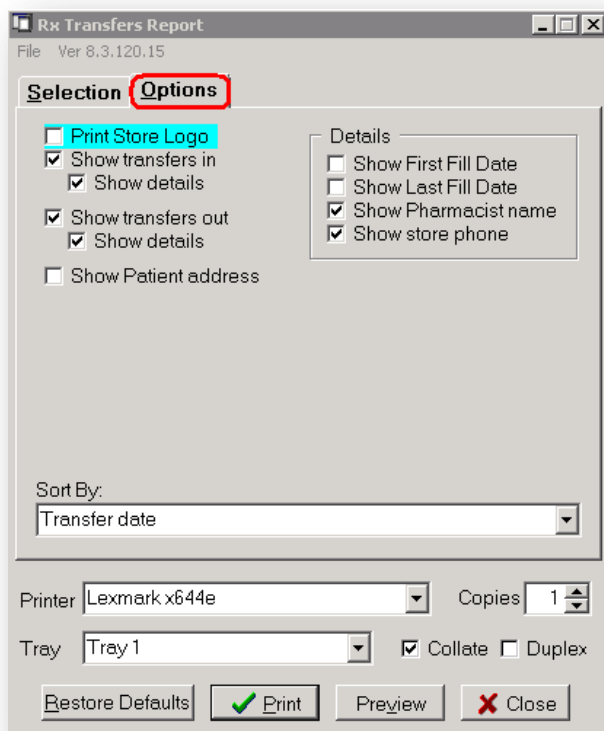 Rx Transfers Report
File Ver 8.3.120.15
Selection Options
Print Store Logo
Show transfers in
Show details
Show transfers out
Show details
Show Patient address
Details
Show First Fill Date
Show Last Fill Date
Show Pharmacist name
Show store phone
Sort By:
Transfer date
Printer Lexmark x644e Copies 1
Tray Tray 1 Collate Duplex
Restore Defaults Print Preview Close